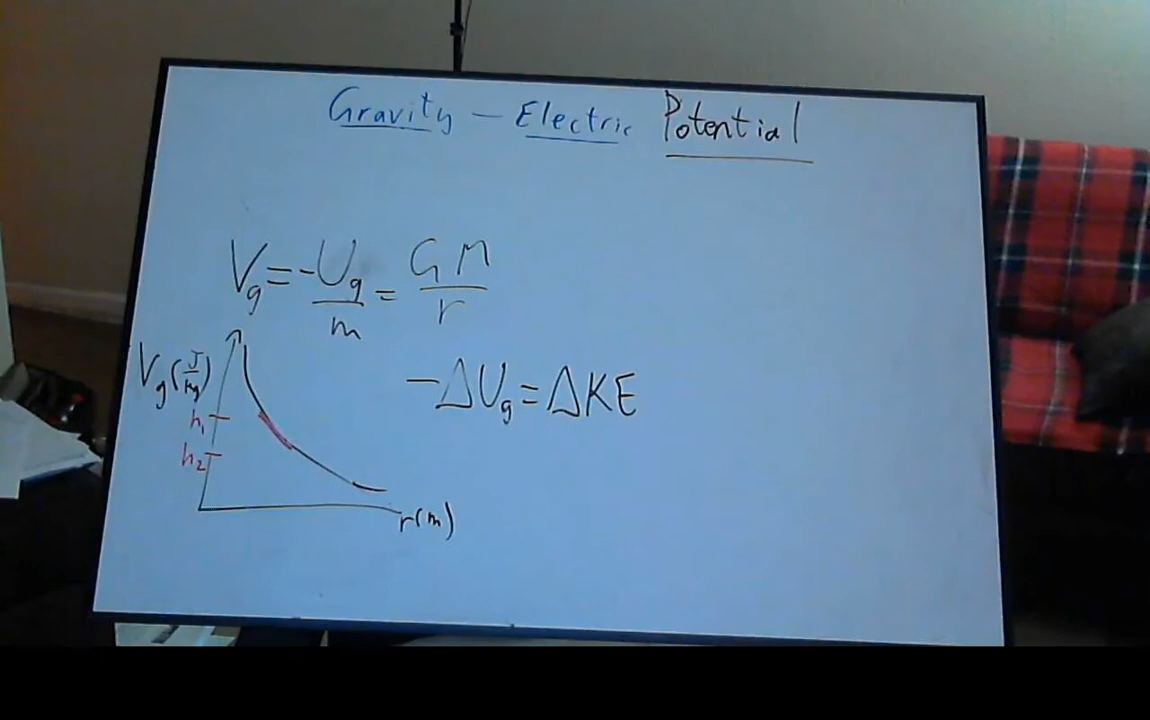 Gravity - Electric Potential
Vg = -Ug/m = GM/r
Vg (J/kg)
-ΔUg = ΔKE
h₁
h₂
r(m)